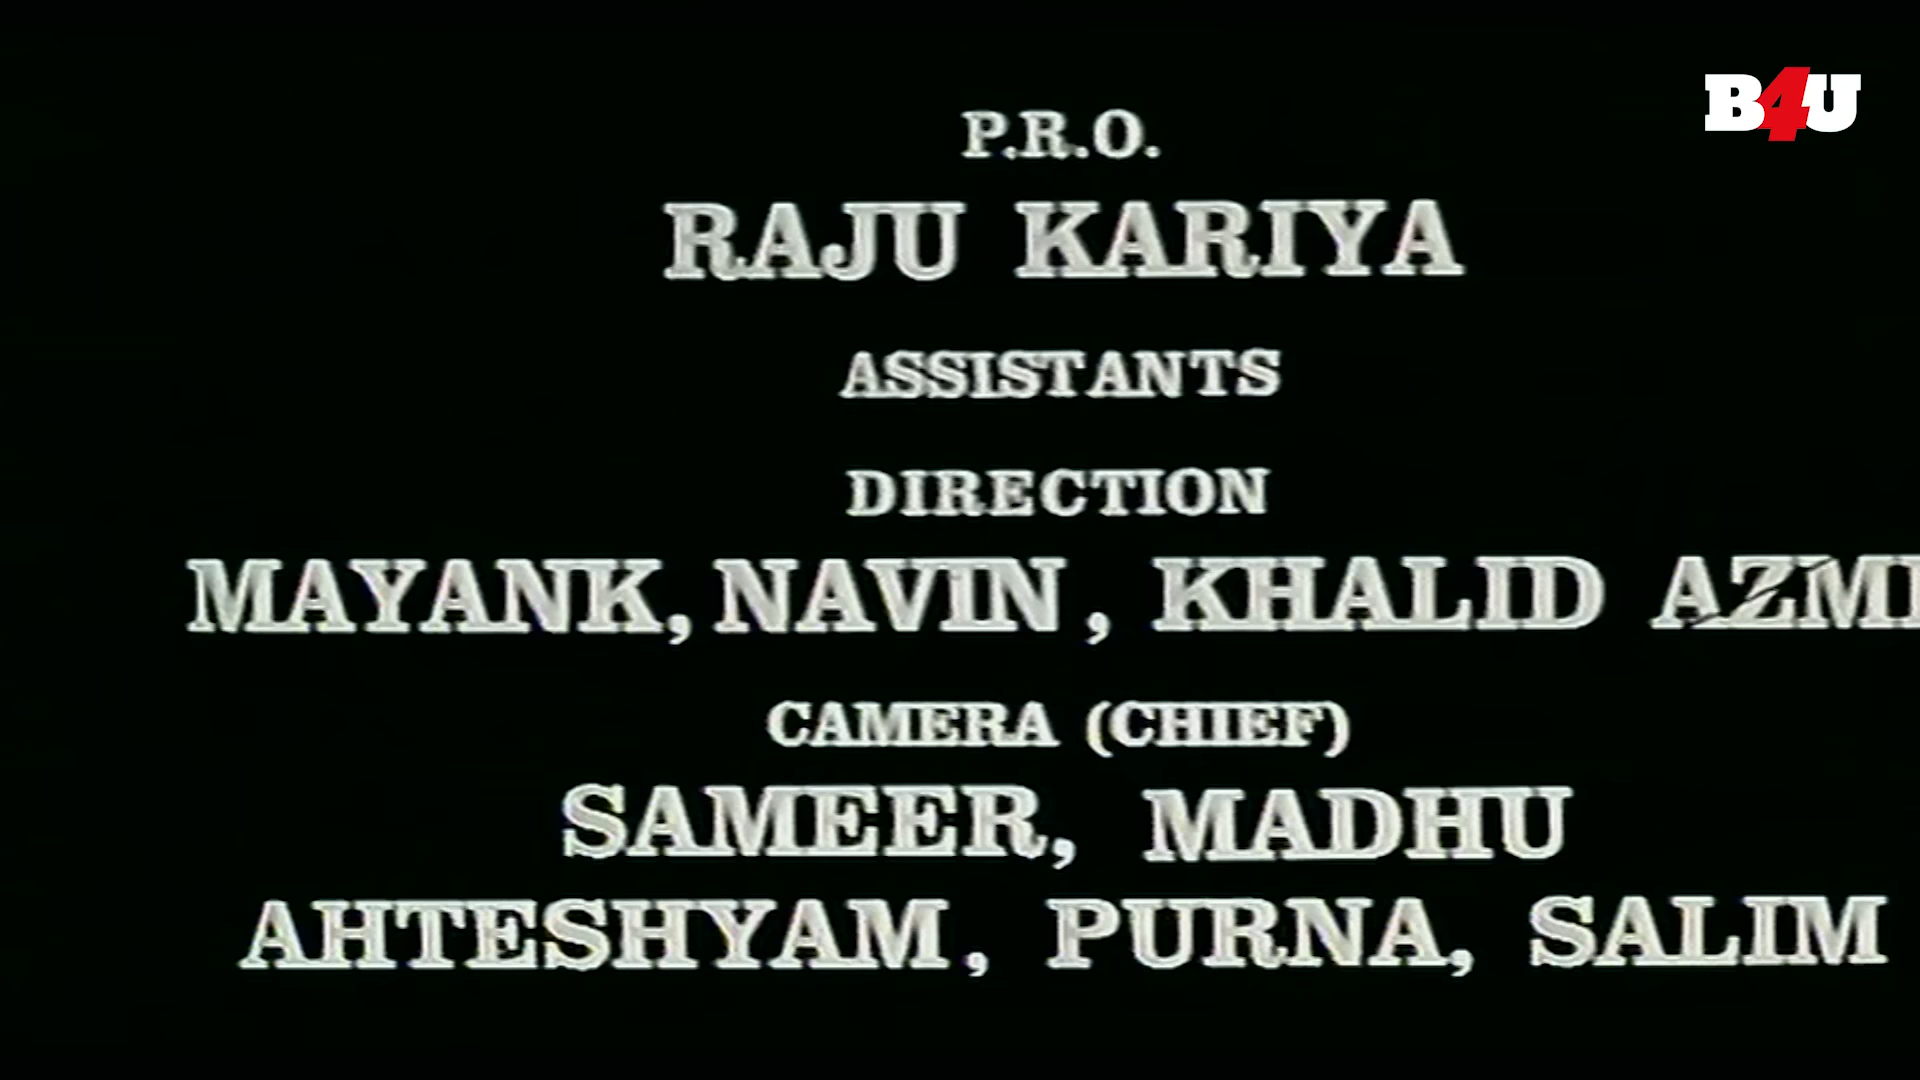 B4U
P.R.O.
RAJU KARIYA
ASSISTANTS
DIRECTION
MAYANK, NAVIN, KHALID AZMI
CAMERA (CHIEF)
SAMEER, MADHU
AHTESHYAM, PURNA, SALIM